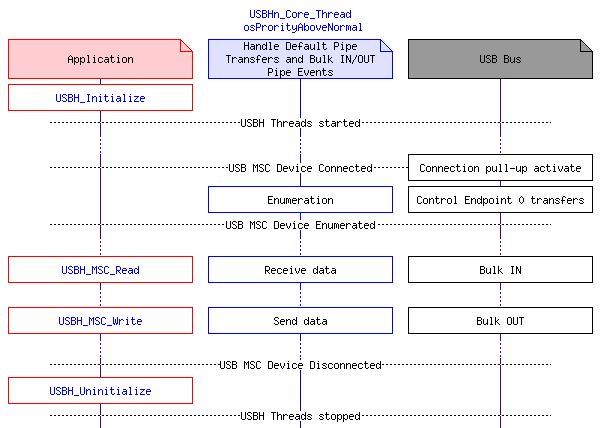 USBHn_Core_Thread
osProrityAboveNormal
Application
Handle Default Pipe
Transfers and Bulk IN/OUT
Pipe Events
USB Bus
USBH_Initialize
USBH Threads started
USB MSC Device Connected
Connection pull-up activate
Enumeration
Control Endpoint 0 transfers
USB MSC Device Enumerated
USBH_MSC_Read
Receive data
Bulk IN
USBH_MSC_Write
Send data
Bulk OUT
USB MSC Device Disconnected
USBH_Uninitialize
USBH Threads stopped